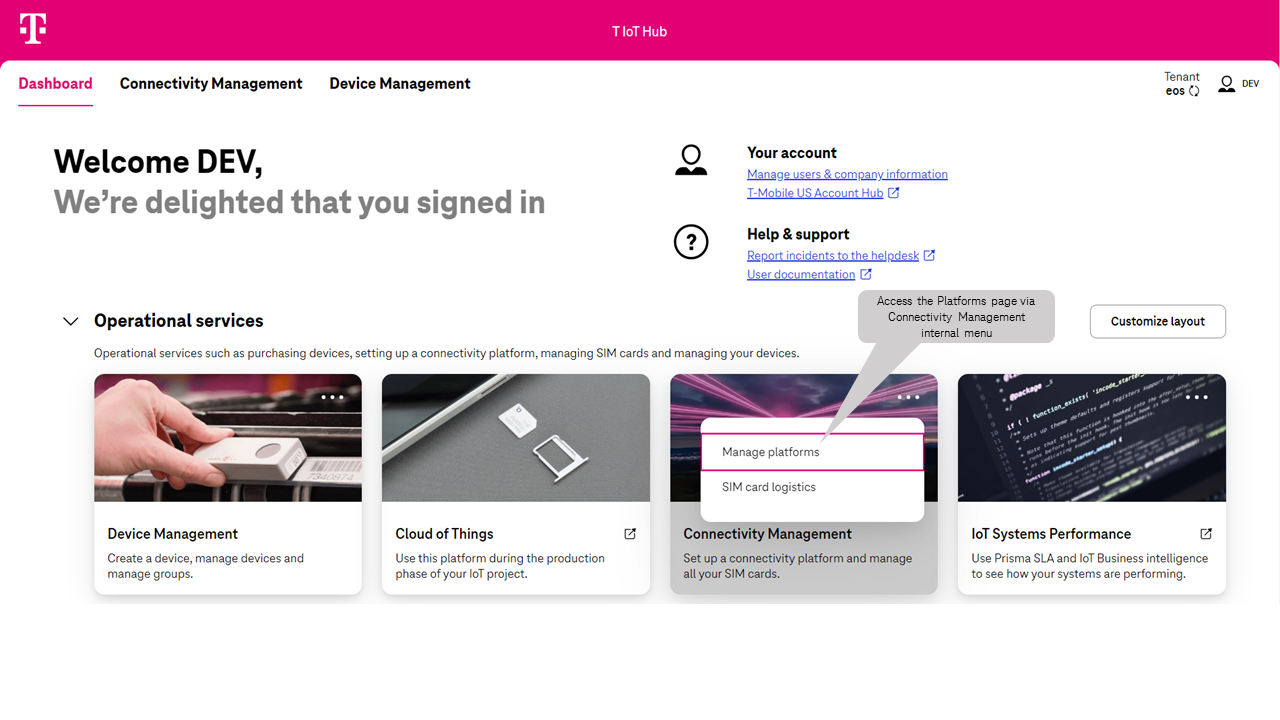 T IoT Hub
Dashboard
Connectivity Management
Device Management
Tenant
eos
DEV
Welcome DEV,
We're delighted that you signed in
Your account
Manage users & company information
T-Mobile US Account Hub
?
Help & support
Report incidents to the helpdesk
User documentation
Access the Platforms page via
Connectivity Management
internal menu
Operational services
Customize layout
Operational services such as purchasing devices, setting up a connectivity platform, managing SIM cards and managing your devices.
Manage platforms
SIM card logistics
Device Management
Create a device, manage devices and
manage groups.
Cloud of Things
Use this platform during the production
phase of your IoT project.
Connectivity Management
Set up a connectivity platform and manage
all your SIM cards.
IoT Systems Performance
Use Prisma SLA and IoT Business intelligence
to see how your systems are performing.